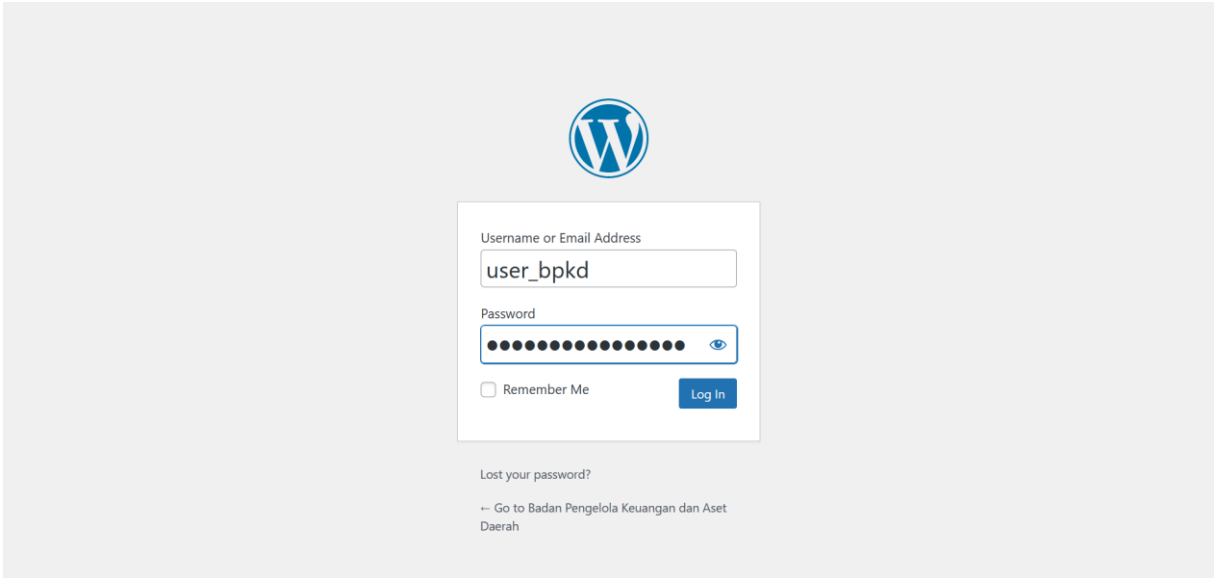 Username or Email Address
user_bpkd
Password
Remember Me
Log In
Lost your password?
← Go to Badan Pengelola Keuangan dan Aset
Daerah